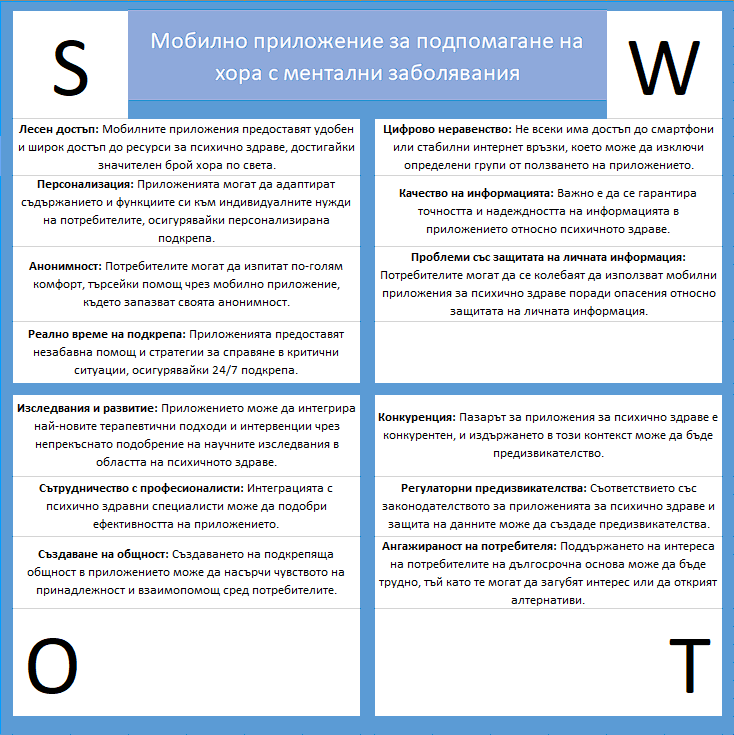 S
Мобилно приложение за подпомагане на
хора с ментални заболявания
W
Лесен достъп: Мобилните приложения предоставят удобен
и широк достъп до ресурси за психично здраве, достигайки
значителен брой хора по света.
Персонализация: Приложенията могат да адаптират
съдържанието и функциите си към индивидуалните нужди
на потребителите, осигурявайки персонализирана
подкрепа.
Анонимност: Потребителите могат да изпитат по-голям
комфорт, търсейки помощ чрез мобилно приложение,
където запазват своята анонимност.
Реално време на подкрепа: Приложенията предоставят
незабавна помощ и стратегии за справяне в критични
ситуации, осигурявайки 24/7 подкрепа.
Цифрово неравенство: Не всеки има достъп до смартфони
или стабилни интернет връзки, което може да изключи
определени групи от ползването на приложението.
Качество на информацията: Важно е да се гарантира
точността и надеждността на информацията в
приложението относно психичното здраве.
Проблеми със защитата на личната информация:
Потребителите могат да се колебаят да използват мобилни
приложения за психично здраве поради опасения относно
защитата на личната информация.
Изследвания и развитие: Приложението може да интегрира
най-новите терапевтични подходи и интервенции чрез
непрекъснато подобрение на научните изследвания в
областта на психичното здраве.
Сътрудничество с професионалисти: Интеграцията с
психично здравни специалисти може да подобри
ефективността на приложението.
Създаване на общност: Създаването на подкрепяща
общност в приложението може да насърчи чувството на
принадлежност и взаимопомощ сред потребителите.
O
Конкуренция: Пазарът за приложения за психично здраве е
конкурентен, и издържането в този контекст може да бъде
предизвикателство.
Регулаторни предизвикателства: Съответствието със
законодателството за приложенията за психично здраве и
защита на данните може да създаде предизвикателства.
Ангажираност на потребителя: Поддържането на интереса
на потребителите на дългосрочна основа може да бъде
трудно, тъй като те могат да загубят интерес или да открият
алтернативи.
T